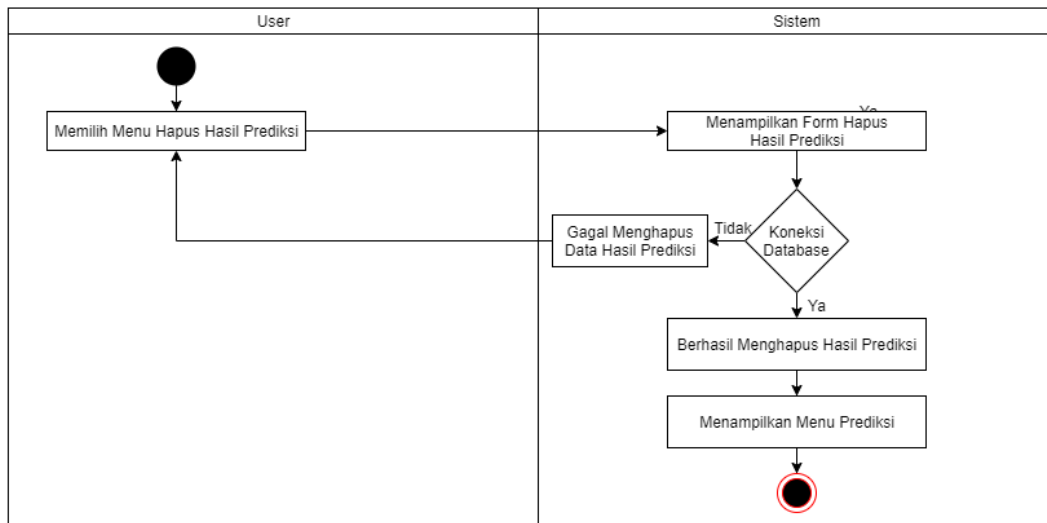 User
Sistem
Memilih Menu Hapus Hasil Prediksi
Menampilkan Form Hapus
Hasil Prediksi
Gagal Menghapus
Data Hasil Prediksi
Tidak
Koneksi
Database
Ya
Berhasil Menghapus Hasil Prediksi
Menampilkan Menu Prediksi